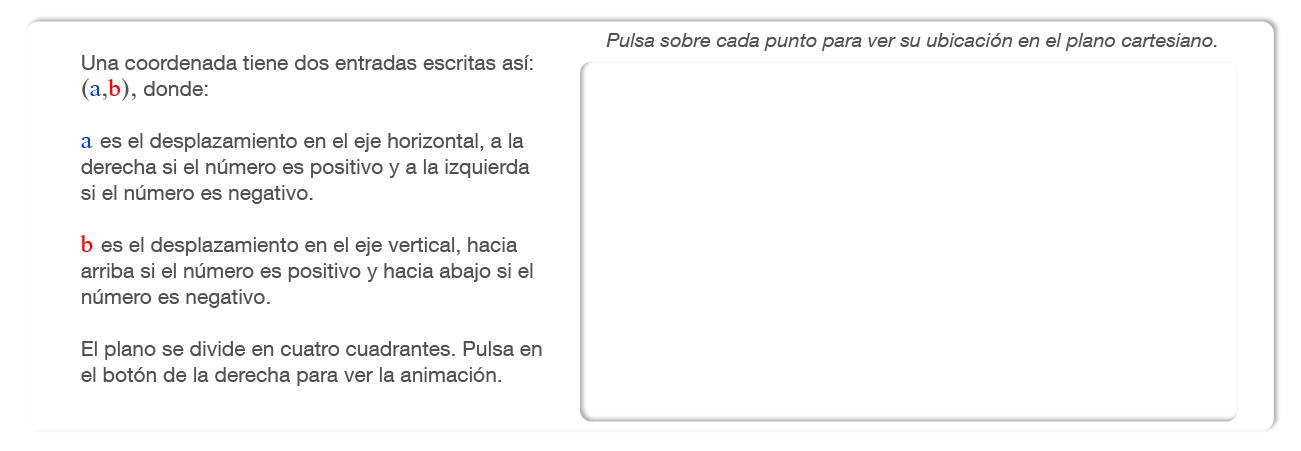 Pulsa sobre cada punto para ver su ubicación en el plano cartesiano.
Una coordenada tiene dos entradas escritas así:
(a,b), donde:
a es el desplazamiento en el eje horizontal, a la
derecha si el número es positivo y a la izquierda
si el número es negativo.
b es el desplazamiento en el eje vertical, hacia
arriba si el número es positivo y hacia abajo si el
número es negativo.
El plano se divide en cuatro cuadrantes. Pulsa en
el botón de la derecha para ver la animación.